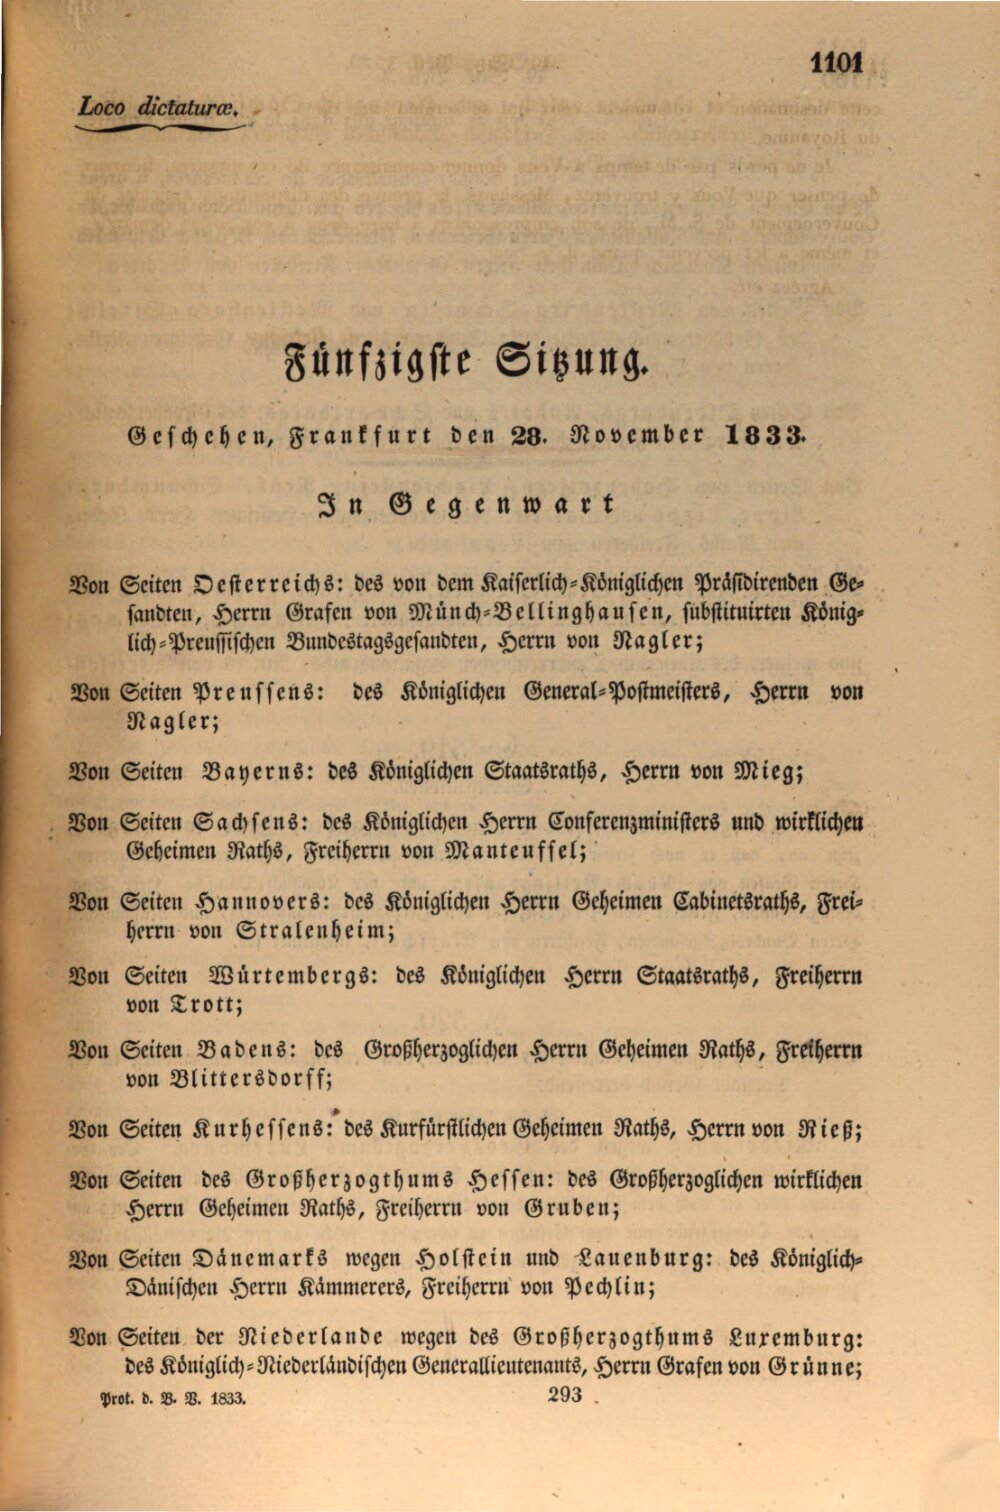 1101
Loco dictaturæ.
Fünfzigste Sitzung.
Geschehen, Frankfurt den 28. November 1833.
In Gegenwart
Von Seiten Oesterreichs: des von dem Kaiserlich-Königlichen Präsidirenden Ge-
sandten, Herrn Grafen von Münch-Bellinghausen, substituirten König-
lich-Preussischen Bundestagsgesandten, Herrn von Nagler;
Von Seiten Preussens: des Königlichen General-Postmeisters, Herrn von
Nagler;
Von Seiten Bayerns: des Königlichen Staatsraths, Herrn von Mieg;
Von Seiten Sachsens: des Königlichen Herrn Conferenzministers und wirklichen
Geheimen Raths, Freiherrn von Manteuffel;
Von Seiten Hannovers: des Königlichen Herrn Geheimen Cabinetsraths, Frei-
herrn von Stralenheim;
Von Seiten Würtembergs: des Königlichen Herrn Staatsraths, Freiherrn
von Trott;
Von Seiten Badens: des Großherzoglichen Herrn Geheimen Raths, Freiherrn
von Blittersdorff;
Von Seiten Kurhessens: des Kurfürstlichen Geheimen Raths, Herrn von Rieß;
Von Seiten des Großherzogthums Hessen: des Großherzoglichen wirklichen
Herrn Geheimen Raths, Freiherrn von Gruben;
Von Seiten Dänemarks wegen Holstein und Lauenburg: des Königlich-
Dänischen Herrn Kämmerers, Freiherrn von Pechlin;
Von Seiten der Niederlande wegen des Großherzogthums Luxemburg:
des Königlich-Niederländischen Generallieutenants, Herrn Grafen von Grünne;
Prot. d. B. V. 1833.
293